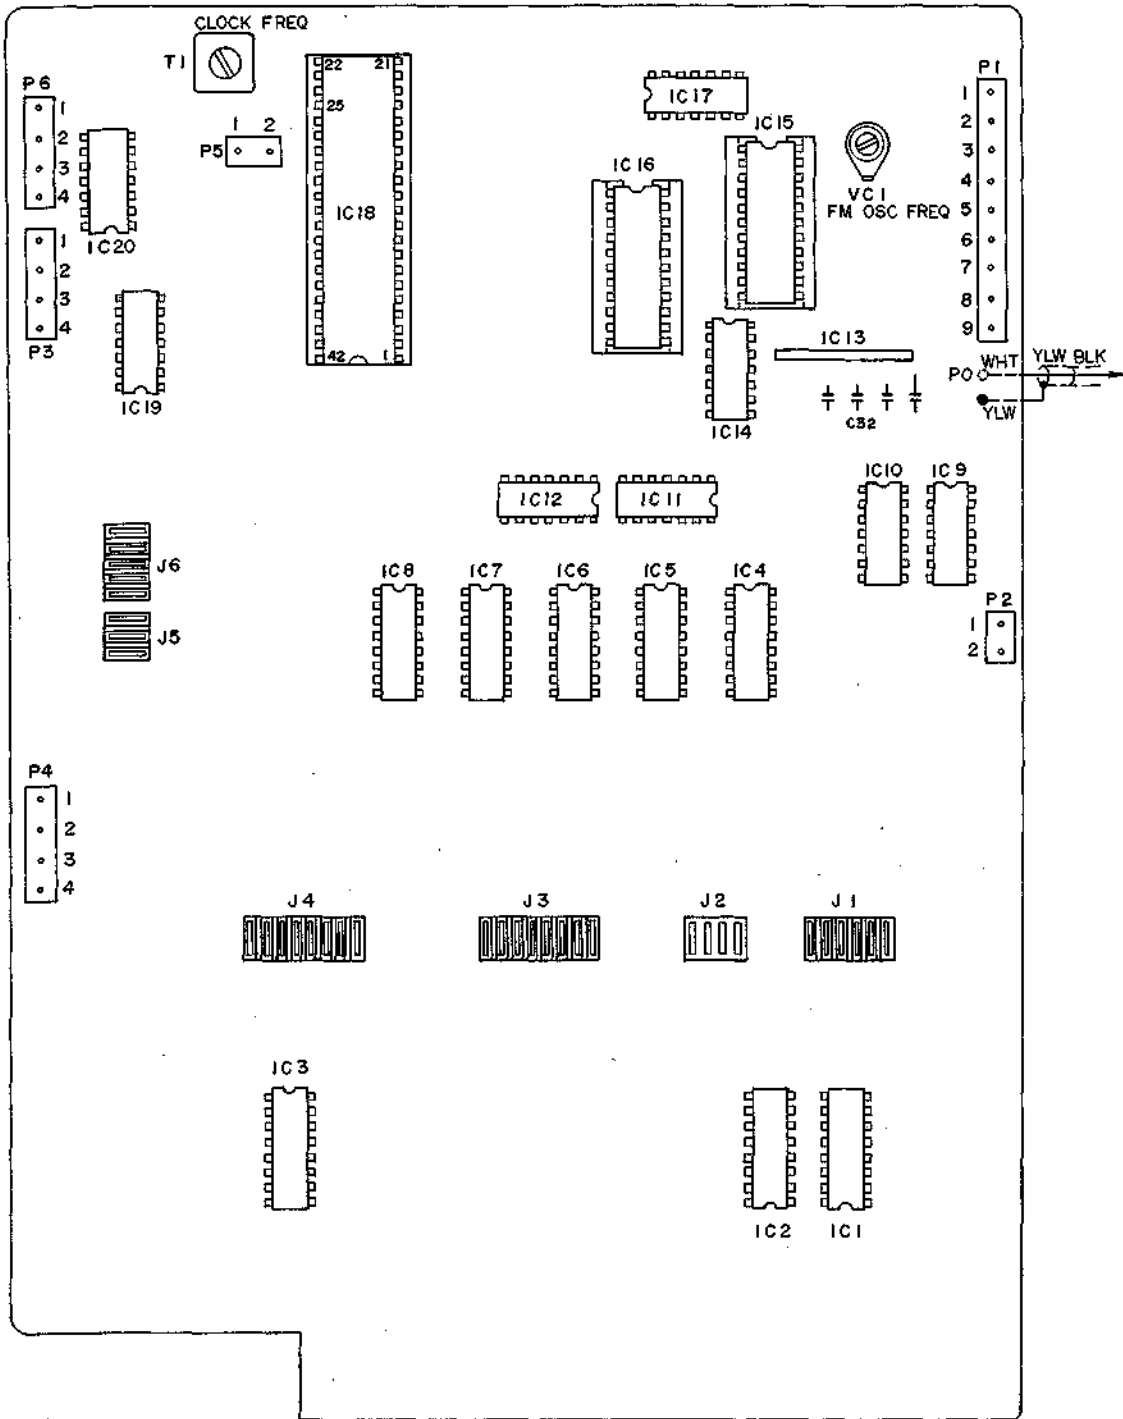 CLOCK FREQ
T1
P6
1
2
3
4
IC20
P5
1 2
22 21
25
IC18
42 1
IC17
IC15
IC16
VC1
FM OSC FREQ
P1
1
2
3
4
5
6
7
8
9
1
2
3
4
P3
IC19
IC13
IC14
C32
P0
WHT
YLW BLK
YLW
IC12
IC11
IC10
IC9
J6
J5
IC8
IC7
IC6
IC5
IC4
P2
1
2
P4
1
2
3
4
J4
J3
J2
J1
IC3
IC2
IC1